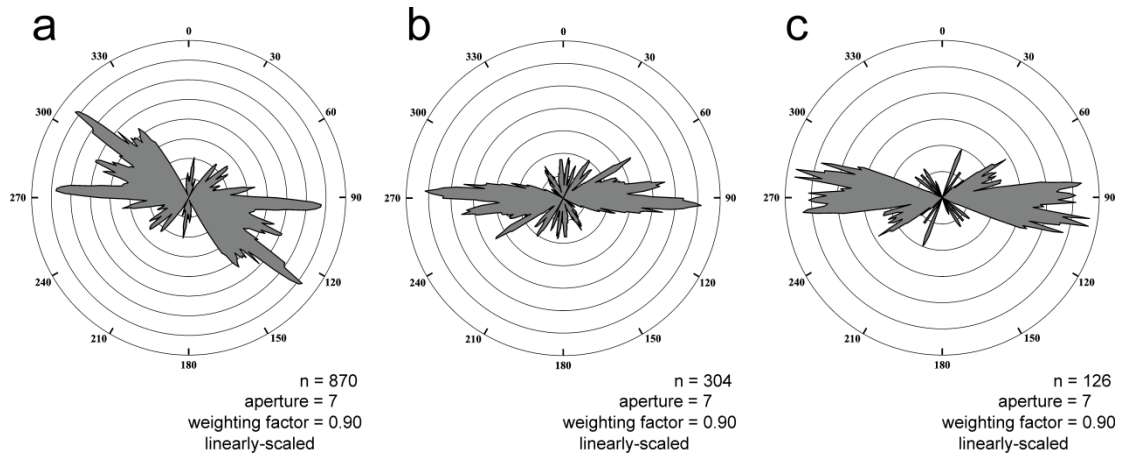 a
0
30
60
90
120
150
180
210
240
270
300
330
n = 870
aperture = 7
weighting factor = 0.90
linearly-scaled
b
0
30
60
90
120
150
180
210
240
270
300
330
n = 304
aperture = 7
weighting factor = 0.90
linearly-scaled
c
0
30
60
90
120
150
180
210
240
270
300
330
n = 126
aperture = 7
weighting factor = 0.90
linearly-scaled